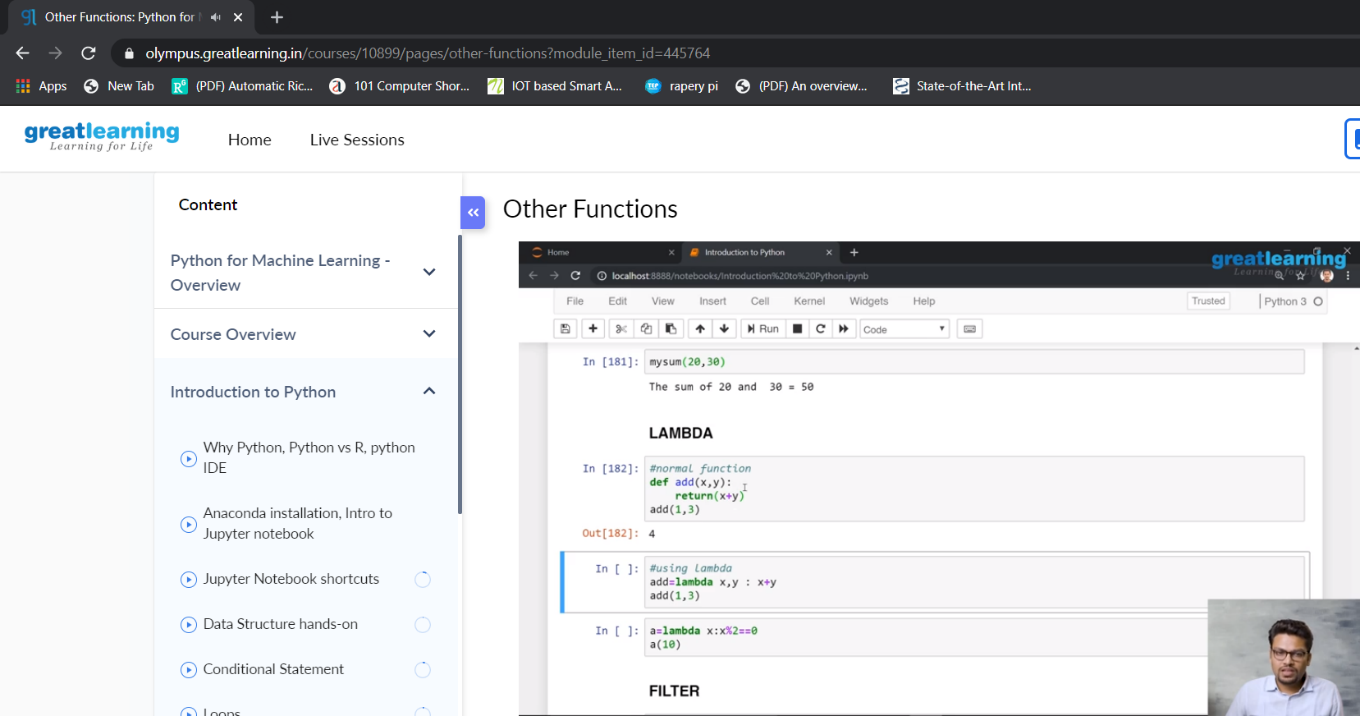 Other Functions: Python for
olympus.greatlearning.in/courses/10899/pages/other-functions?module_item_id=445764
Apps New Tab (PDF) Automatic Ric... 101 Computer Shor... IOT based Smart A... rapery pi (PDF) An overview... State-of-the-Art Int...
greatlearning
Learning for Life
Home Live Sessions
Content
Python for Machine Learning -
Overview
Course Overview
Introduction to Python
Why Python, Python vs R, python
IDE
Anaconda installation, Intro to
Jupyter notebook
Jupyter Notebook shortcuts
Data Structure hands-on
Conditional Statement
Loops
Other Functions
Home Introduction to Python
greatlearning
Learning for Life
localhost:8888/notebooks/Introduction%20to%20Python.ipynb
File Edit View Insert Cell Kernel Widgets Help Trusted Python 3
Run Code
In [181]: mysum(20,30)
The sum of 20 and  30 = 50
LAMBDA
In [182]: #normal function
def add(x,y):
    return(x+y)
add(1,3)
Out[182]: 4
In [ ]: #using lambda
add=lambda x,y : x+y
add(1,3)
In [ ]: a=lambda x:x%2==0
a(10)
FILTER